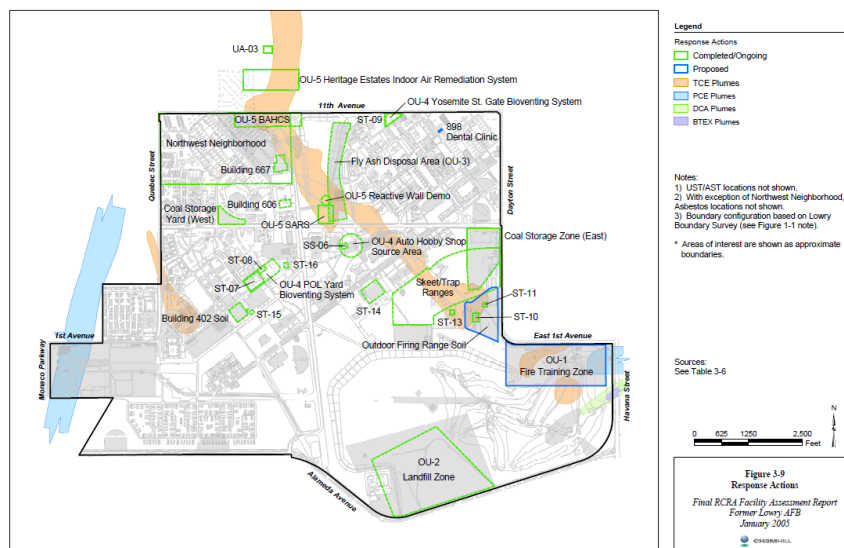 UA-03
OU-5 Heritage Estates Indoor Air Remediation System
11th Avenue
OU-4 Yosemite St. Gate Bioventing System
OU-5 BAHCS
ST-09
898
Dental Clinic
Northwest Neighborhood
Quebec Street
Fly Ash Disposal Area (OU-3)
Building 667
Dayton Street
OU-5 Reactive Wall Demo
Building 606
Coal Storage
Yard (West)
OU-5 SARS
Coal Storage Zone (East)
SS-06
OU-4 Auto Hobby Shop
Source Area
ST-08
ST-16
OU-4 POL Yard
Bioventing System
ST-07
Skeet/Trap
Ranges
ST-11
ST-10
ST-14
ST-13
Building 402 Soil
ST-15
1st Avenue
East 1st Avenue
Outdoor Firing Range Soil
Monaco Parkway
OU-1
Fire Training Zone
Havana Street
OU-2
Landfill Zone
Alameda Avenue
Legend
Response Actions
Completed/Ongoing
Proposed
TCE Plumes
PCE Plumes
DCA Plumes
BTEX Plumes
Notes:
1) UST/AST locations not shown.
2) With exception of Northwest Neighborhood,
Asbestos locations not shown.
3) Boundary configuration based on Lowry
Boundary Survey (see Figure 1-1 note).
* Areas of interest are shown as approximate
boundaries.
Sources:
See Table 3-6
N
0 625 1250 2,500
Feet
Figure 3-9
Response Actions
Final RCRA Facility Assessment Report
Former Lowry AFB
January 2005
CH2MHILL